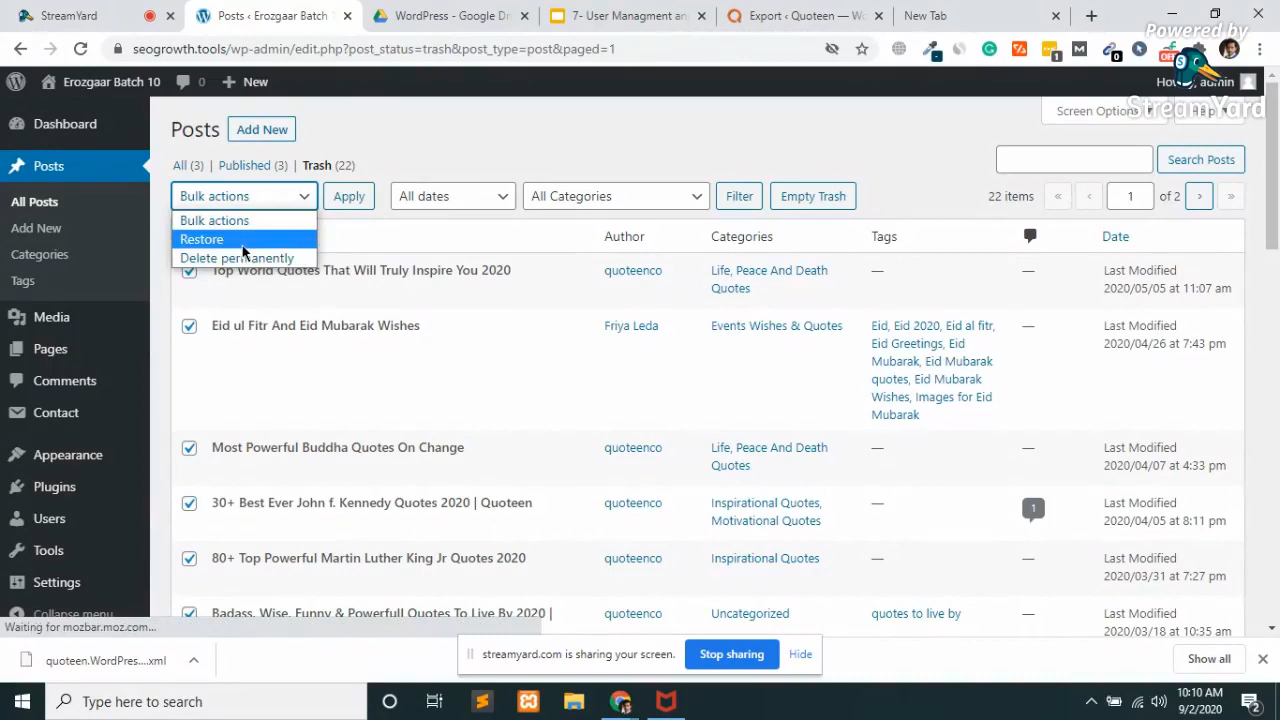 StreamYard
Posts ‹ Erozgaar Batch
WordPress - Google Dri
7- User Managment an
Export ‹ Quoteen — Wo
New Tab
seogrowth.tools/wp-admin/edit.php?post_status=trash&post_type=post&paged=1
Powered by
StreamYard
Erozgaar Batch 10
0
New
admin
Dashboard
Posts
All Posts
Add New
Categories
Tags
Media
Pages
Comments
Contact
Appearance
Plugins
Users
Tools
Settings
Collapse menu
Posts
Add New
Screen Options
Help
All (3) | Published (3) | Trash (22)
Search Posts
Bulk actions
Apply
All dates
All Categories
Filter
Empty Trash
22 items
«
‹
1
of 2
›
»
Bulk actions
Restore
Delete permanently
Author
Categories
Tags
Date
Top World Quotes That Will Truly Inspire You 2020
quoteenco
Life, Peace And Death
Quotes
—
—
Last Modified
2020/05/05 at 11:07 am
Eid ul Fitr And Eid Mubarak Wishes
Friya Leda
Events Wishes & Quotes
Eid, Eid 2020, Eid al fitr,
Eid Greetings, Eid
Mubarak, Eid Mubarak
quotes, Eid Mubarak
Wishes, Images for Eid
Mubarak
—
Last Modified
2020/04/26 at 7:43 pm
Most Powerful Buddha Quotes On Change
quoteenco
Life, Peace And Death
Quotes
—
—
Last Modified
2020/04/07 at 4:33 pm
30+ Best Ever John f. Kennedy Quotes 2020 | Quoteen
quoteenco
Inspirational Quotes,
Motivational Quotes
—
1
Last Modified
2020/04/05 at 8:11 pm
80+ Top Powerful Martin Luther King Jr Quotes 2020
quoteenco
Inspirational Quotes
—
—
Last Modified
2020/03/31 at 7:27 pm
Badass, Wise, Funny & Powerfull Quotes To Live By 2020 |
quoteenco
Uncategorized
quotes to live by
—
Last Modified
2020/03/18 at 10:35 am
Waiting for mozbar.moz.com...
quoteen.WordPres....xml
streamyard.com is sharing your screen.
Stop sharing
Hide
Show all
Type here to search
10:10 AM
9/2/2020
2